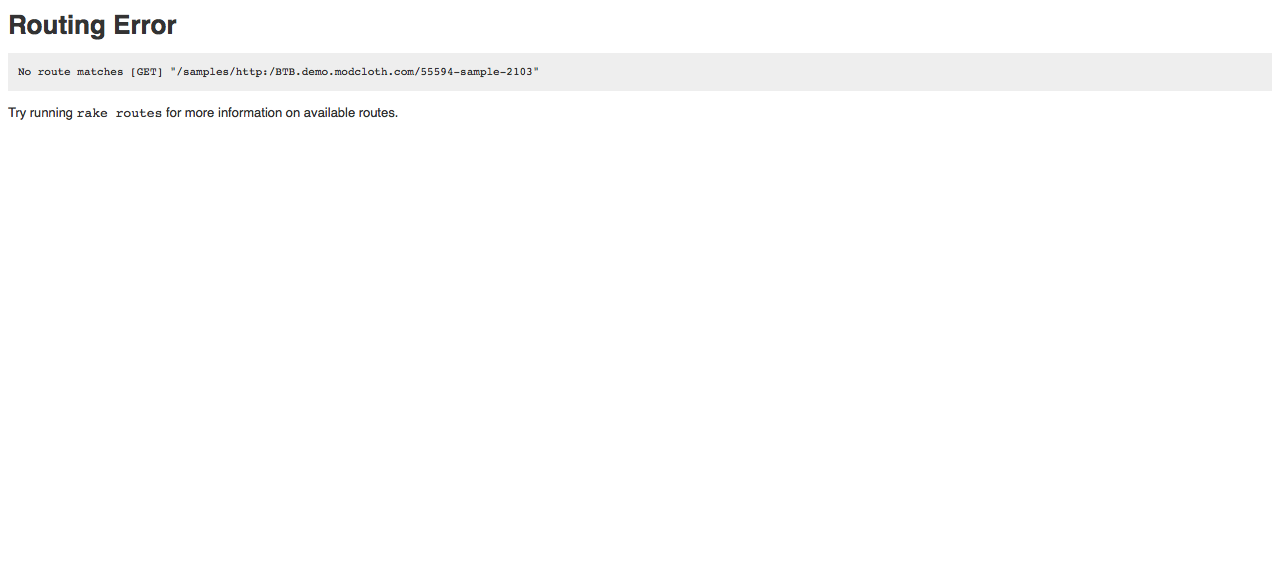 Routing Error
No route matches [GET] "/samples/http:/BTB.demo.modcloth.com/55594-sample-2103"
Try running rake routes for more information on available routes.